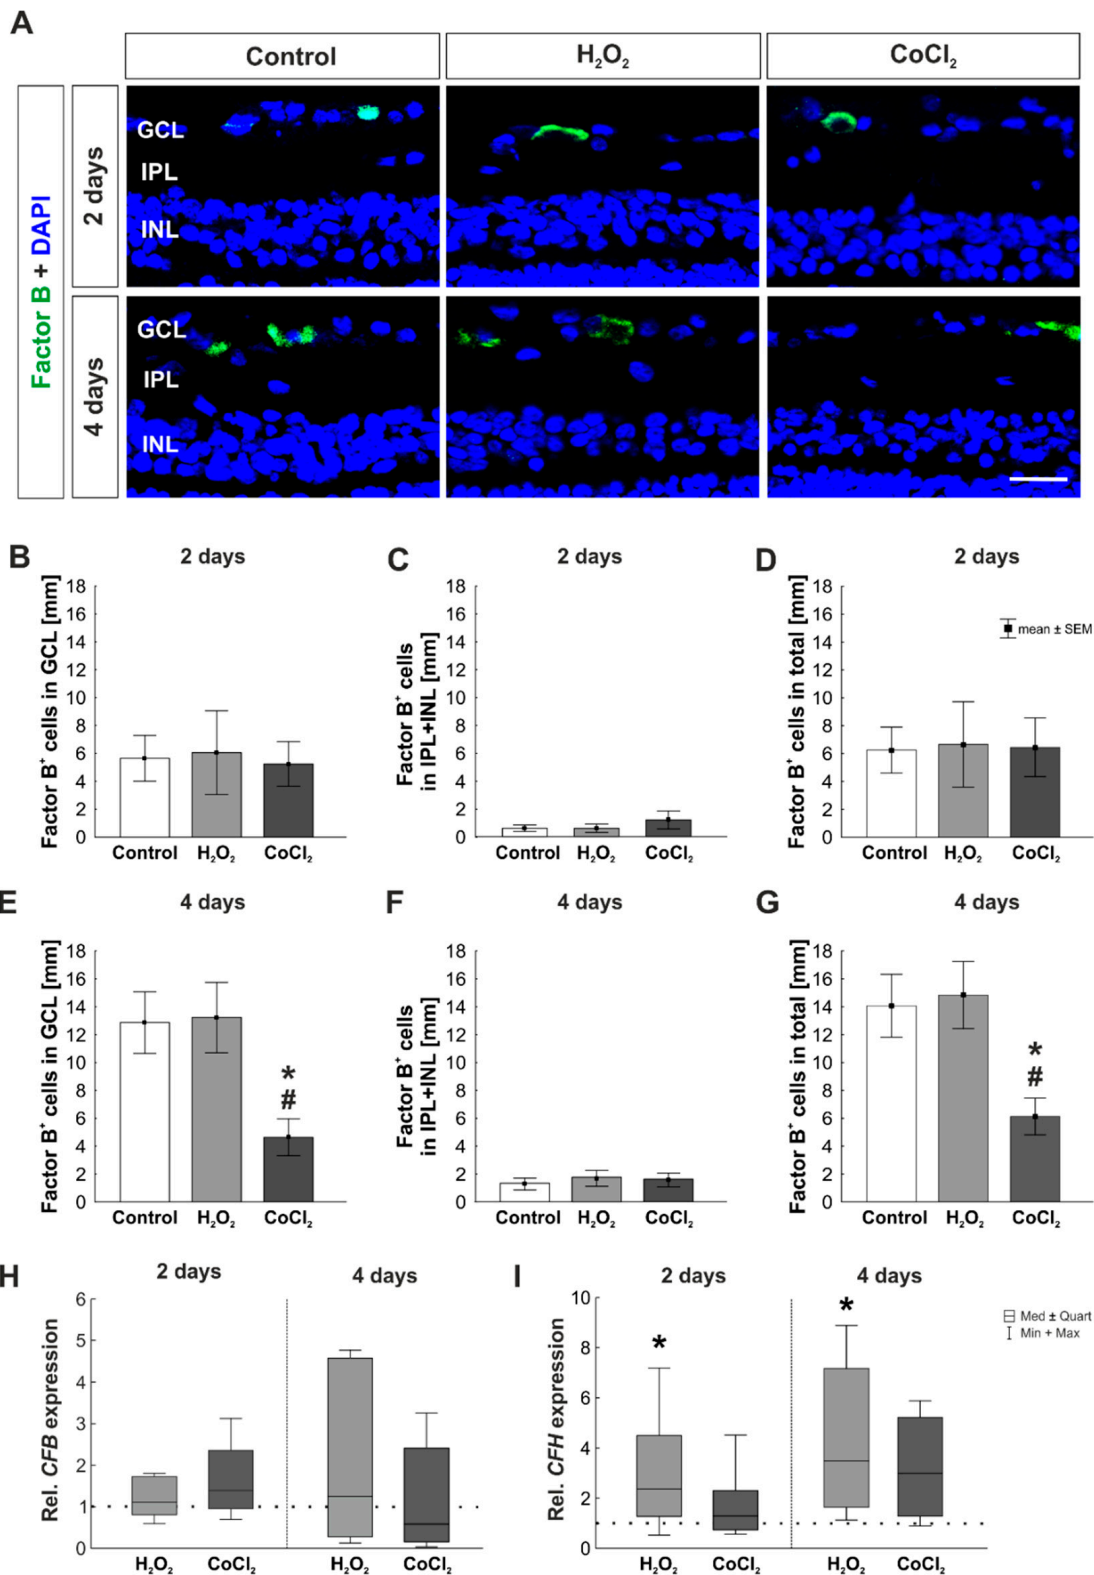 A
Control
H₂O₂
CoCl₂
Factor B + DAPI
2 days
GCL
IPL
INL
4 days
GCL
IPL
INL
B
2 days
Factor B⁺ cells in GCL [mm]
18
16
14
12
10
8
6
4
2
0
Control
H₂O₂
CoCl₂
C
2 days
Factor B⁺ cells
in IPL+INL [mm]
18
16
14
12
10
8
6
4
2
0
Control
H₂O₂
CoCl₂
D
2 days
Factor B⁺ cells in total [mm]
18
16
14
12
10
8
6
4
2
0
mean ± SEM
Control
H₂O₂
CoCl₂
E
4 days
Factor B⁺ cells in GCL [mm]
18
16
14
12
10
8
6
4
2
0
*
#
Control
H₂O₂
CoCl₂
F
4 days
Factor B⁺ cells
in IPL+INL [mm]
18
16
14
12
10
8
6
4
2
0
Control
H₂O₂
CoCl₂
G
4 days
Factor B⁺ cells in total [mm]
18
16
14
12
10
8
6
4
2
0
*
#
Control
H₂O₂
CoCl₂
H
2 days
4 days
Rel. CFB expression
6
5
4
3
2
1
0
H₂O₂
CoCl₂
H₂O₂
CoCl₂
I
2 days
4 days
Rel. CFH expression
10
8
6
4
2
0
*
*
Med ± Quart
Min + Max
H₂O₂
CoCl₂
H₂O₂
CoCl₂